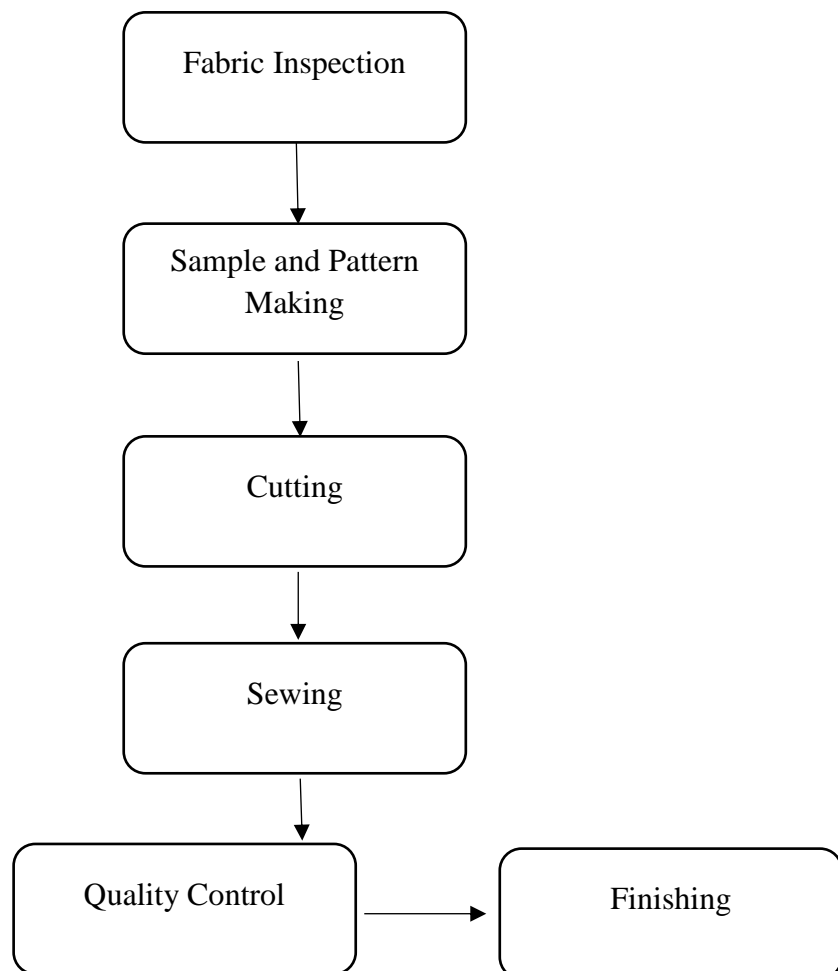 Fabric Inspection
Sample and Pattern
Making
Cutting
Sewing
Quality Control
Finishing